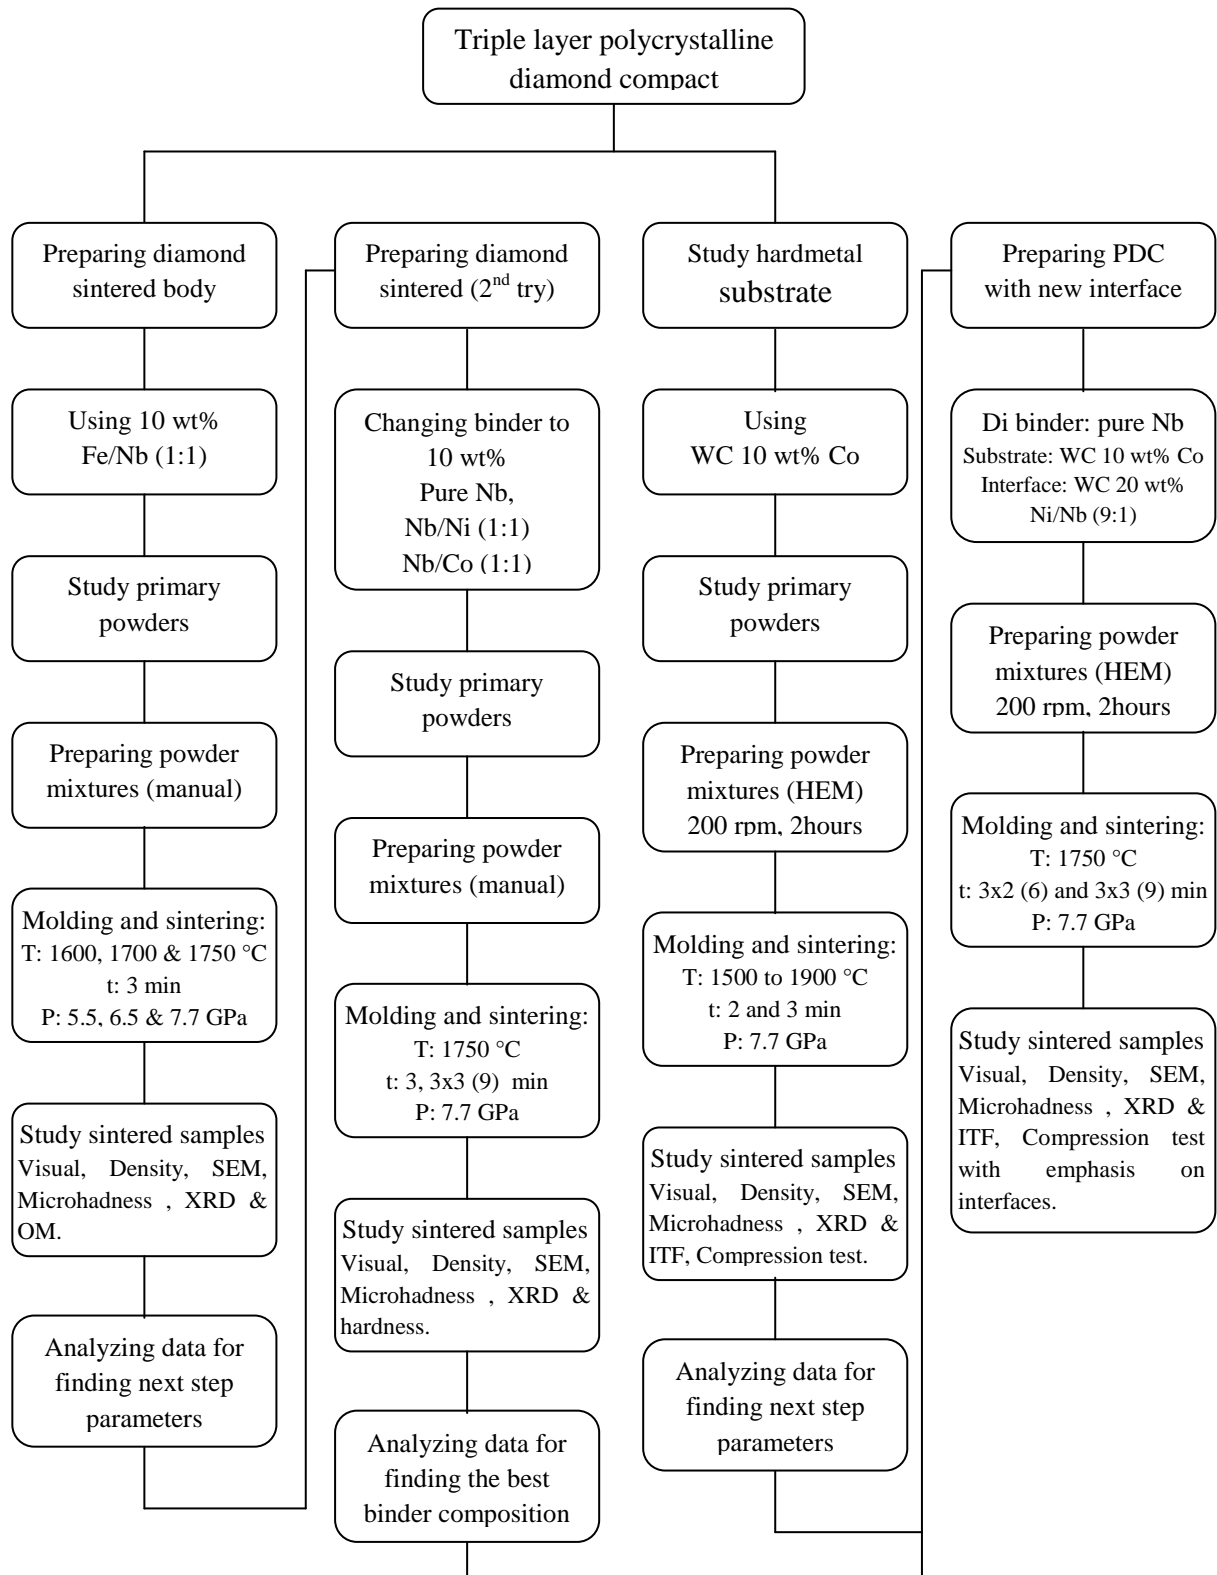 Triple layer polycrystalline
diamond compact
Preparing diamond
sintered body
Using 10 wt%
Fe/Nb (1:1)
Study primary
powders
Preparing powder
mixtures (manual)
Molding and sintering:
T: 1600, 1700 & 1750 °C
t: 3 min
P: 5.5, 6.5 & 7.7 GPa
Study sintered samples
Visual, Density, SEM,
Microhadness , XRD &
OM.
Analyzing data for
finding next step
parameters
Preparing diamond
sintered (2nd try)
Changing binder to
10 wt%
Pure Nb,
Nb/Ni (1:1)
Nb/Co (1:1)
Study primary
powders
Preparing powder
mixtures (manual)
Molding and sintering:
T: 1750 °C
t: 3, 3x3 (9) min
P: 7.7 GPa
Study sintered samples
Visual, Density, SEM,
Microhadness , XRD &
hardness.
Analyzing data for
finding the best
binder composition
Study hardmetal
substrate
Using
WC 10 wt% Co
Study primary
powders
Preparing powder
mixtures (HEM)
200 rpm, 2hours
Molding and sintering:
T: 1500 to 1900 °C
t: 2 and 3 min
P: 7.7 GPa
Study sintered samples
Visual, Density, SEM,
Microhadness , XRD &
ITF, Compression test.
Analyzing data for
finding next step
parameters
Preparing PDC
with new interface
Di binder: pure Nb
Substrate: WC 10 wt% Co
Interface: WC 20 wt%
Ni/Nb (9:1)
Preparing powder
mixtures (HEM)
200 rpm, 2hours
Molding and sintering:
T: 1750 °C
t: 3x2 (6) and 3x3 (9) min
P: 7.7 GPa
Study sintered samples
Visual, Density, SEM,
Microhadness , XRD &
ITF, Compression test
with emphasis on
interfaces.